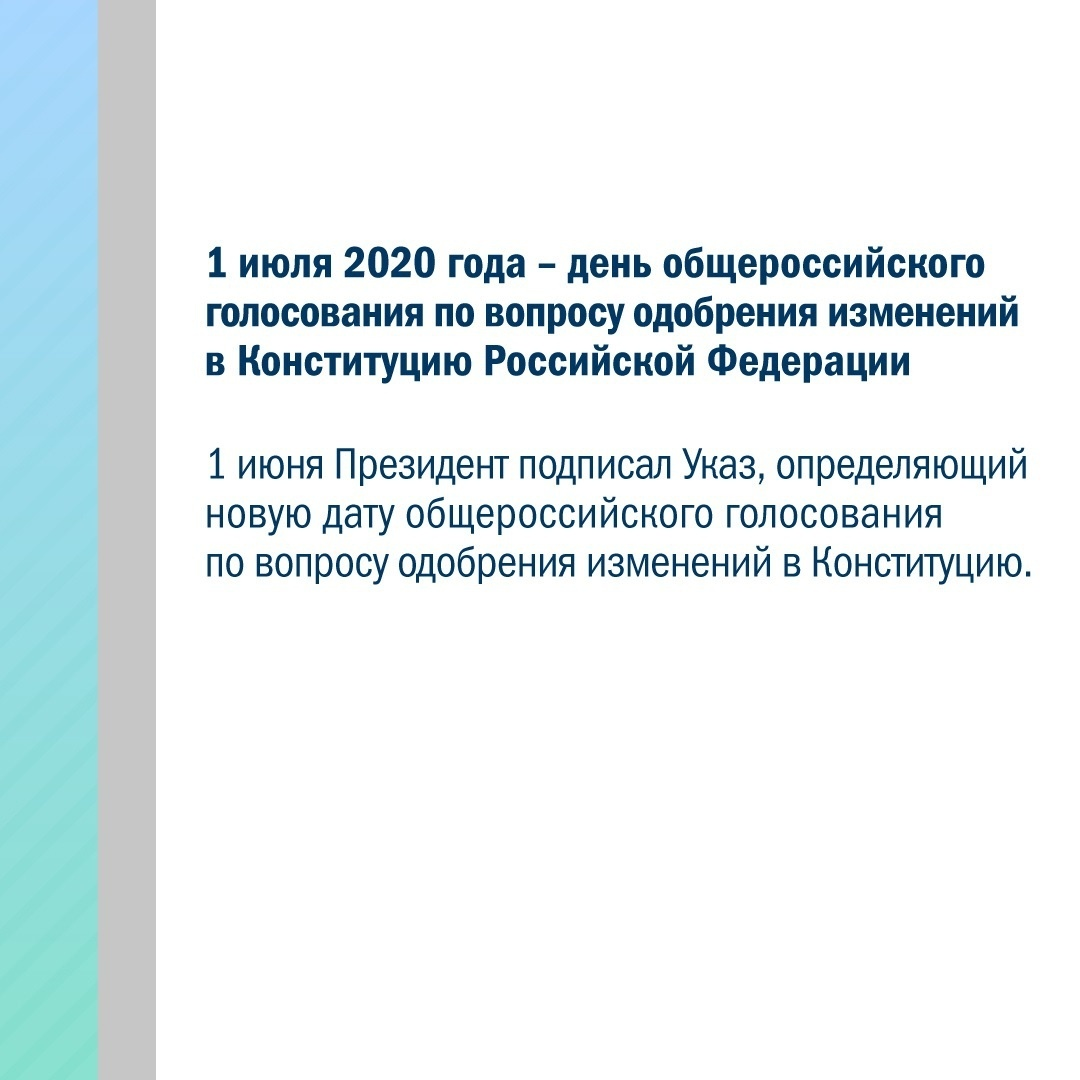 1 июля 2020 года – день общероссийского
голосования по вопросу одобрения изменений
в Конституцию Российской Федерации
1 июня Президент подписал Указ, определяющий
новую дату общероссийского голосования
по вопросу одобрения изменений в Конституцию.